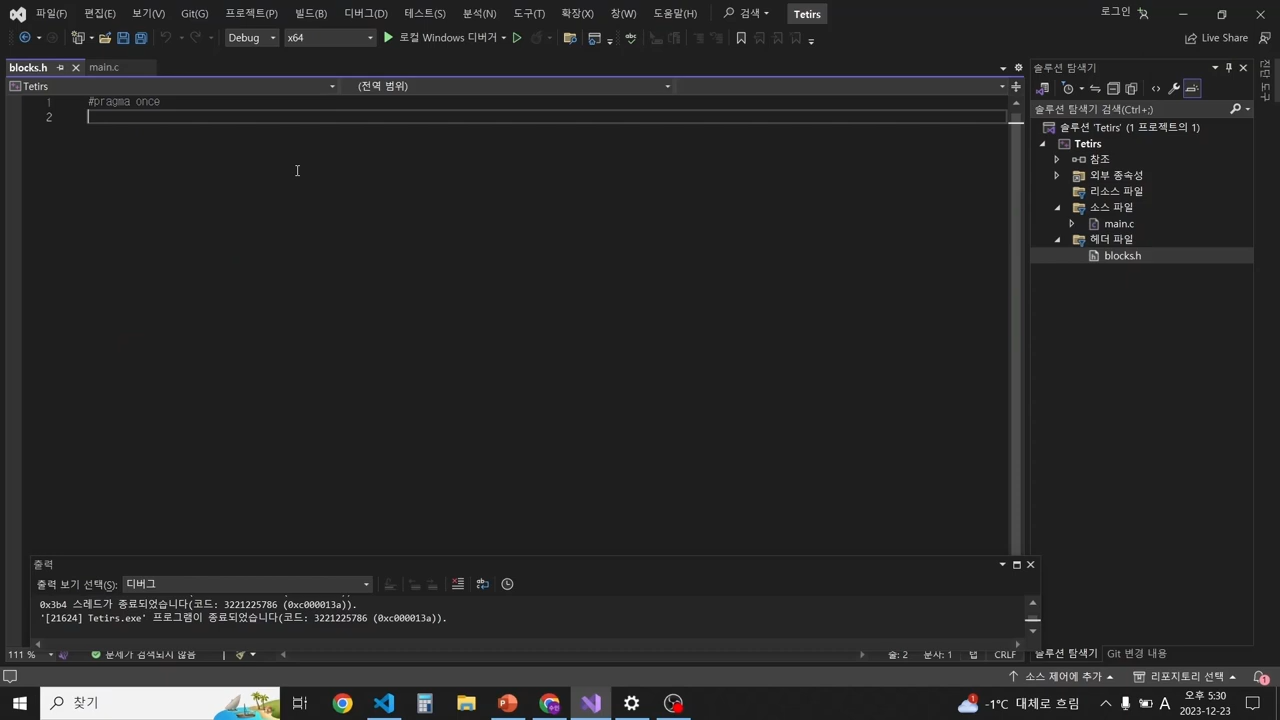 파일(F) 편집(E) 보기(V) Git(G) 프로젝트(P) 빌드(B) 디버그(D) 테스트(S) 분석(N) 도구(T) 확장(X) 창(W) 도움말(H) 검색 Tetirs 로그인
Debug x64 로컬 Windows 디버거 Live Share
blocks.h main.c 솔루션 탐색기
Tetirs (전역 범위)
1 #pragma once
2
솔루션 탐색기 검색(Ctrl+;)
솔루션 'Tetirs' (1 프로젝트의 1)
Tetirs
참조
외부 종속성
리소스 파일
소스 파일
main.c
헤더 파일
blocks.h
진단 도구
출력
출력 보기 선택(S): 디버그
0x3b4 스레드가 종료되었습니다(코드: 3221225786 (0xc000013a)).
'[21624] Tetirs.exe' 프로그램이 종료되었습니다(코드: 3221225786 (0xc000013a)).
111 % 문제가 검색되지 않음 줄: 2 문자: 1 탭 CRLF 솔루션 탐색기 Git 변경 내용
소스 제어에 추가 리포지토리 선택 1
찾기 -1°C 대체로 흐림 A 오후 5:30
2023-12-23